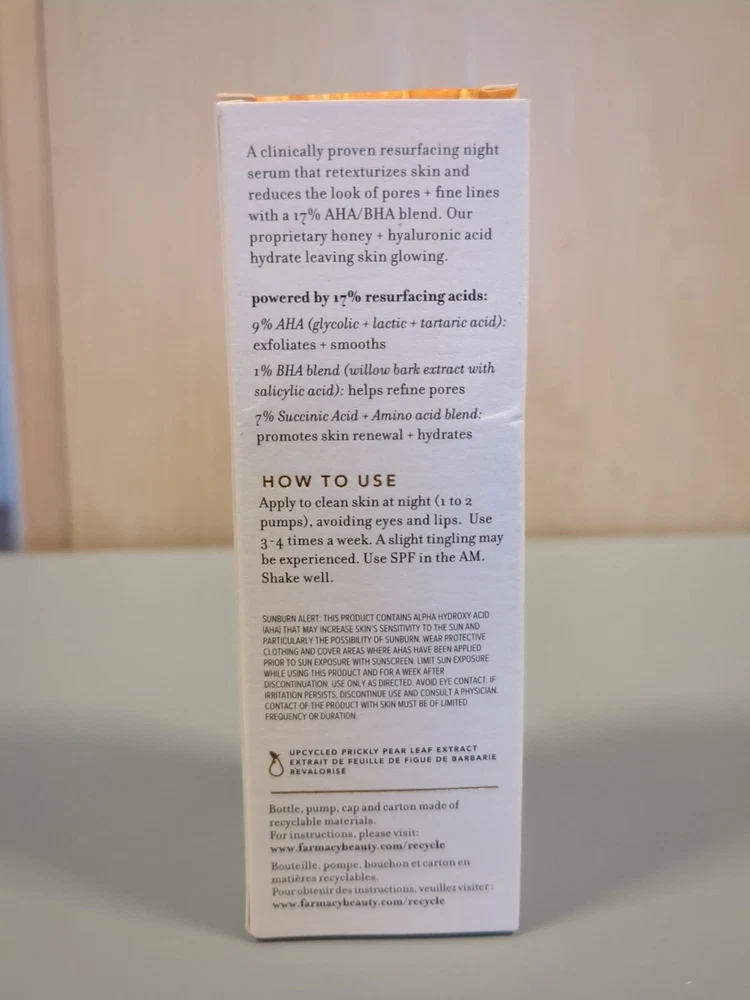 A clinically proven resurfacing night
serum that retexturizes skin and
reduces the look of pores + fine lines
with a 17% AHA/BHA blend. Our
proprietary honey + hyaluronic acid
hydrate leaving skin glowing.
powered by 17% resurfacing acids:
9% AHA (glycolic + lactic + tartaric acid):
exfoliates + smooths
1% BHA blend (willow bark extract with
salicylic acid): helps refine pores
7% Succinic Acid + Amino acid blend:
promotes skin renewal + hydrates
HOW TO USE
Apply to clean skin at night (1 to 2
pumps), avoiding eyes and lips. Use
3-4 times a week. A slight tingling may
be experienced. Use SPF in the AM.
Shake well.
SUNBURN ALERT: THIS PRODUCT CONTAINS ALPHA HYDROXY ACID
(AHA) THAT MAY INCREASE SKIN'S SENSITIVITY TO THE SUN AND
PARTICULARLY THE POSSIBILITY OF SUNBURN. WEAR PROTECTIVE
CLOTHING AND COVER AREAS WHERE AHAS HAVE BEEN APPLIED
PRIOR TO SUN EXPOSURE WITH SUNSCREEN. LIMIT SUN EXPOSURE
WHILE USING THIS PRODUCT AND FOR A WEEK AFTER
DISCONTINUATION. USE ONLY AS DIRECTED. AVOID EYE CONTACT. IF
IRRITATION PERSISTS, DISCONTINUE USE AND CONSULT A PHYSICIAN.
CONTACT OF THE PRODUCT WITH SKIN MUST BE OF LIMITED
FREQUENCY OR DURATION.
UPCYCLED PRICKLY PEAR LEAF EXTRACT
EXTRAIT DE FEUILLE DE FIGUE DE BARBARIE
REVALORISÉ
Bottle, pump, cap and carton made of
recyclable materials.
For instructions, please visit:
www.farmacybeauty.com/recycle
Bouteille, pompe, bouchon et carton en
matières recyclables.
Pour obtenir des instructions, veuillez visiter :
www.farmacybeauty.com/recycle